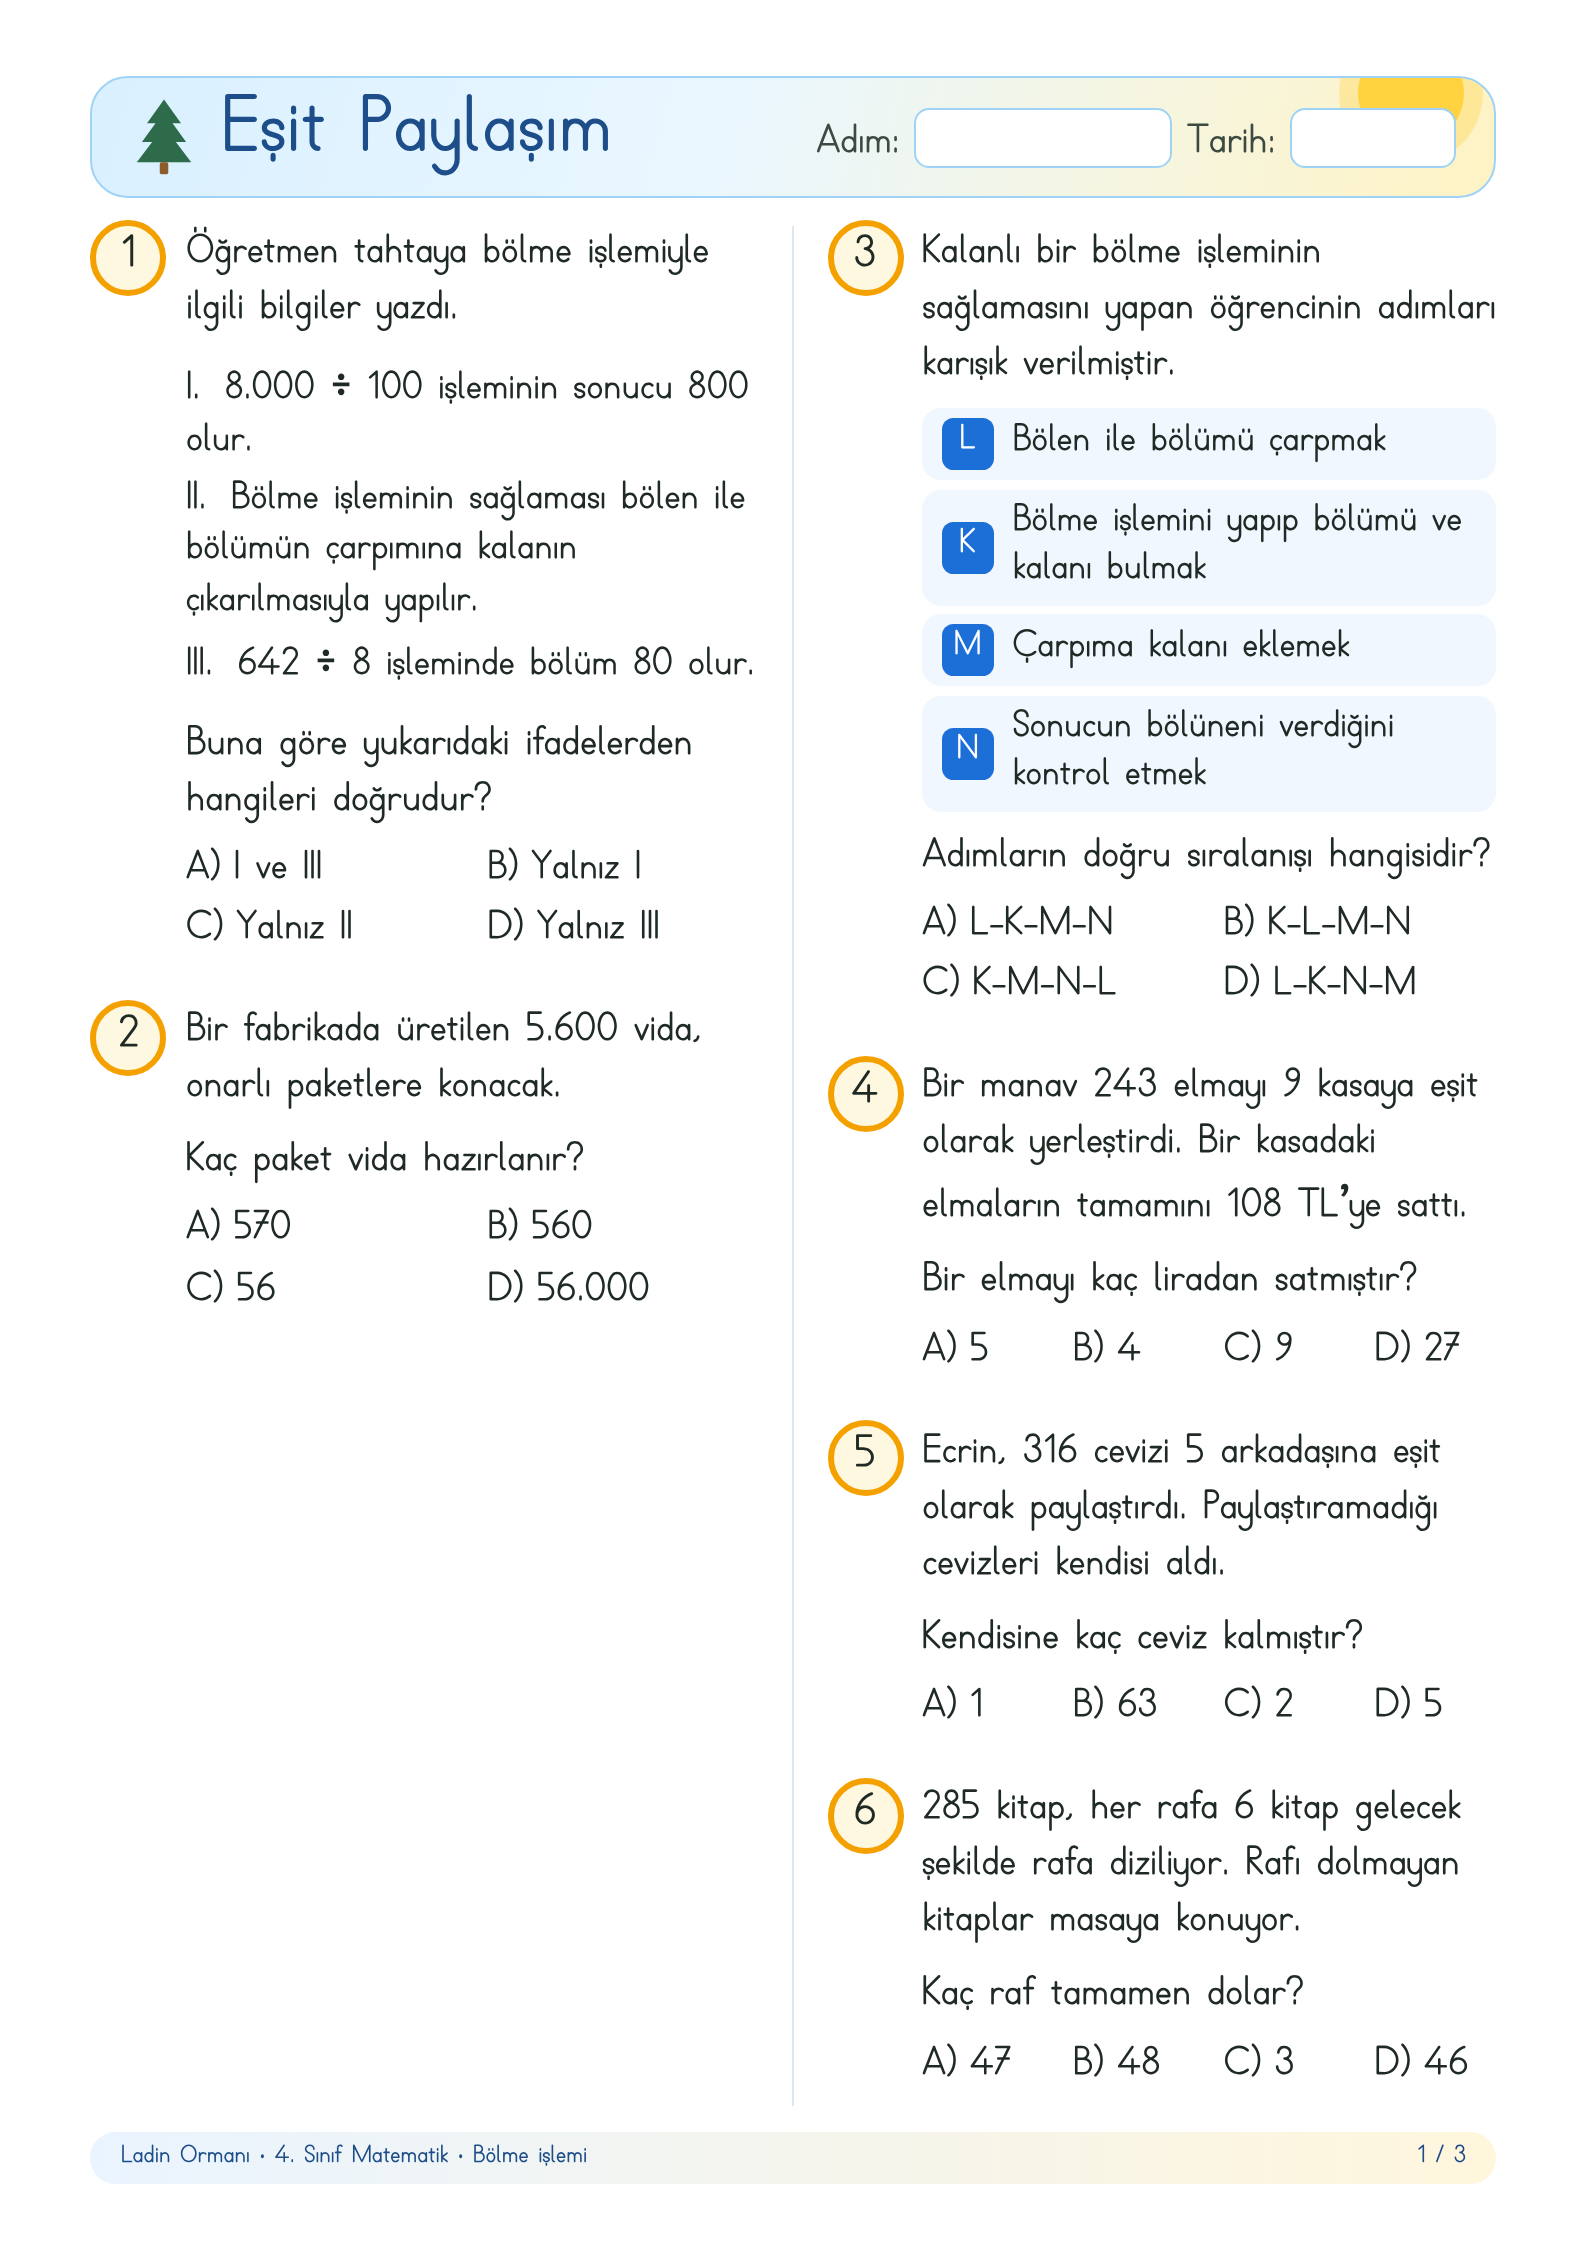 Eşit Paylaşım
Adım:
Tarih:
1
Öğretmen tahtaya bölme işlemiyle
ilgili bilgiler yazdı.
I. 8.000 ÷ 100 işleminin sonucu 800
olur.
II. Bölme işleminin sağlaması bölen ile
bölümün çarpımına kalanın
çıkarılmasıyla yapılır.
III. 642 ÷ 8 işleminde bölüm 80 olur.
Buna göre yukarıdaki ifadelerden
hangileri doğrudur?
A) I ve III
B) Yalnız I
C) Yalnız II
D) Yalnız III
2
Bir fabrikada üretilen 5.600 vida,
onarlı paketlere konacak.
Kaç paket vida hazırlanır?
A) 570
B) 560
C) 56
D) 56.000
3
Kalanlı bir bölme işleminin
sağlamasını yapan öğrencinin adımları
karışık verilmiştir.
L Bölen ile bölümü çarpmak
K Bölme işlemini yapıp bölümü ve
kalanı bulmak
M Çarpıma kalanı eklemek
N Sonucun bölüneni verdiğini
kontrol etmek
Adımların doğru sıralanışı hangisidir?
A) L-K-M-N
B) K-L-M-N
C) K-M-N-L
D) L-K-N-M
4
Bir manav 243 elmayı 9 kasaya eşit
olarak yerleştirdi. Bir kasadaki
elmaların tamamını 108 TL’ye sattı.
Bir elmayı kaç liradan satmıştır?
A) 5
B) 4
C) 9
D) 27
5
Ecrin, 316 cevizi 5 arkadaşına eşit
olarak paylaştırdı. Paylaştıramadığı
cevizleri kendisi aldı.
Kendisine kaç ceviz kalmıştır?
A) 1
B) 63
C) 2
D) 5
6
285 kitap, her rafa 6 kitap gelecek
şekilde rafa diziliyor. Rafı dolmayan
kitaplar masaya konuyor.
Kaç raf tamamen dolar?
A) 47
B) 48
C) 3
D) 46
Ladin Ormanı • 4. Sınıf Matematik • Bölme işlemi
1 / 3